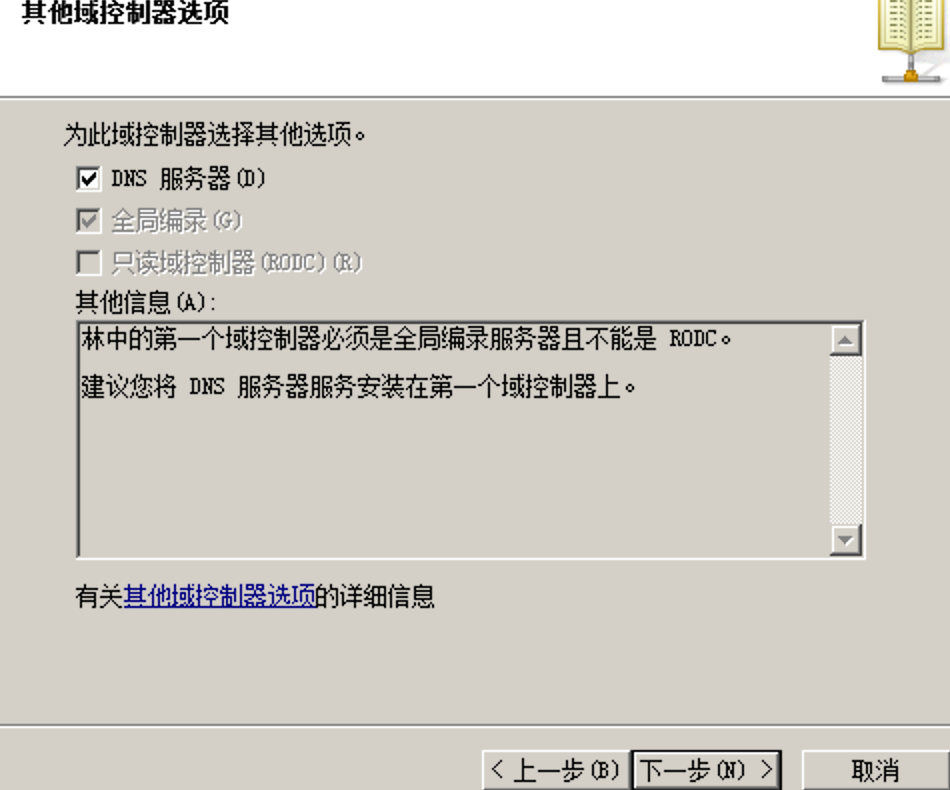 其他域控制器选项
为此域控制器选择其他选项。
DNS 服务器(D)
全局编录(G)
只读域控制器(RODC)(R)
其他信息(A):
林中的第一个域控制器必须是全局编录服务器且不能是 RODC。
建议您将 DNS 服务器服务安装在第一个域控制器上。
有关其他域控制器选项的详细信息
< 上一步(B) 下一步(N) > 取消